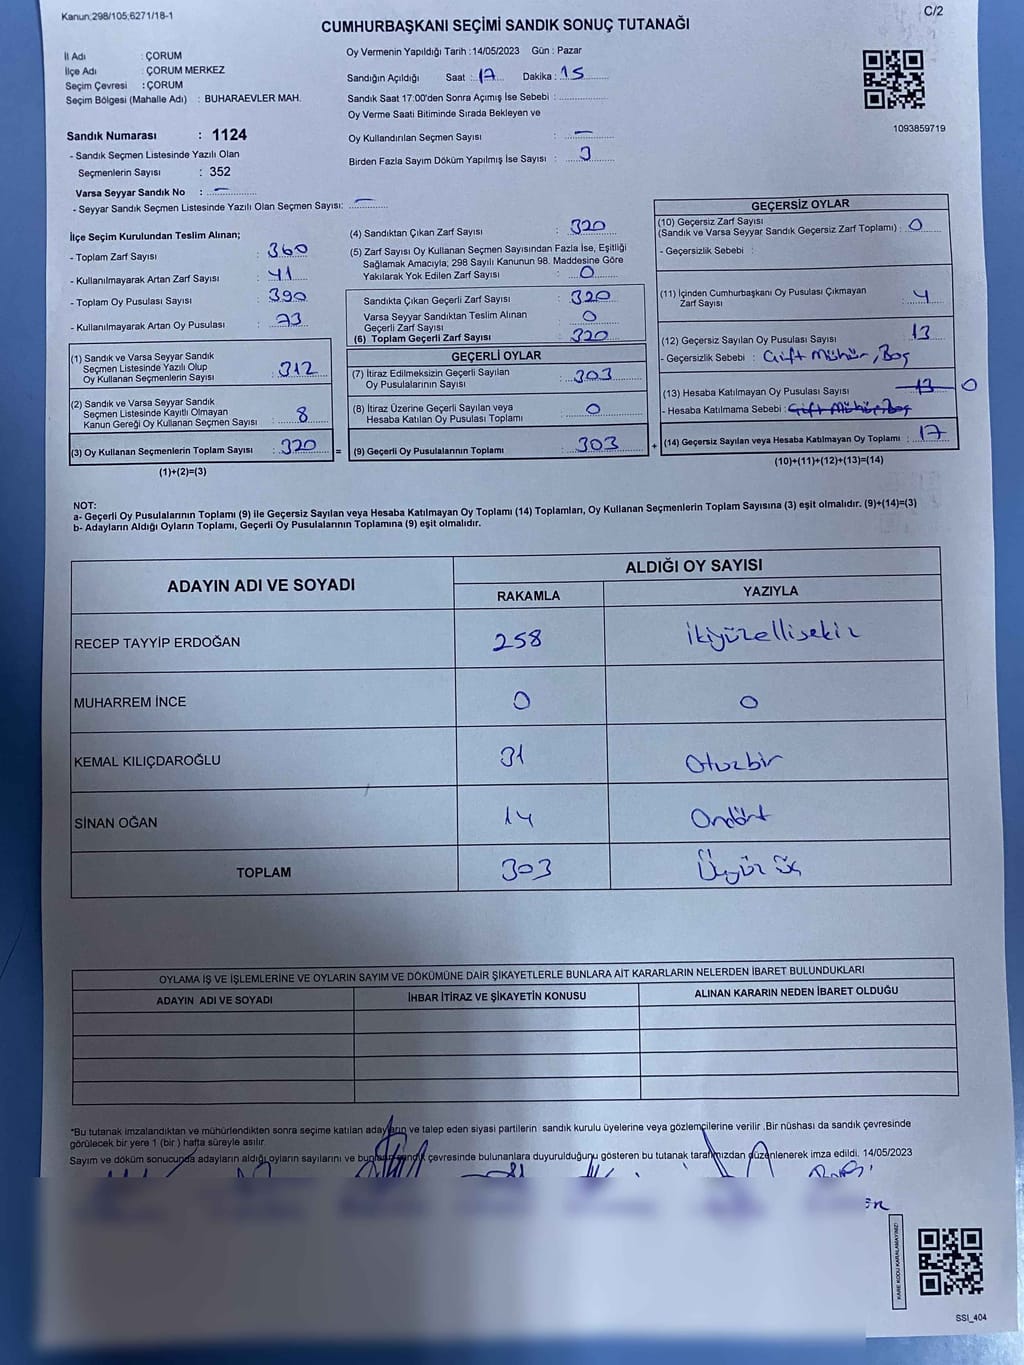 Kanun;298/105;6271/18-1
C/2
CUMHURBAŞKANI SEÇİMİ SANDIK SONUÇ TUTANAĞI
İl Adı : ÇORUM
İlçe Adı : ÇORUM MERKEZ
Seçim Çevresi : ÇORUM
Seçim Bölgesi (Mahalle Adı) : BUHARAEVLER MAH.
Sandık Numarası : 1124
- Sandık Seçmen Listesinde Yazılı Olan
Seçmenlerin Sayısı : 352
Varsa Seyyar Sandık No : —
- Seyyar Sandık Seçmen Listesinde Yazılı Olan Seçmen Sayısı: —
Oy Vermenin Yapıldığı Tarih :14/05/2023 Gün : Pazar
Sandığın Açıldığı Saat : 17 Dakika : 15
Sandık Saat 17:00'den Sonra Açımış İse Sebebi :
Oy Verme Saati Bitiminde Sırada Bekleyen ve
Oy Kullandırılan Seçmen Sayısı : —
Birden Fazla Sayım Döküm Yapılmış İse Sayısı :
1093859719
İlçe Seçim Kurulundan Teslim Alınan;
- Toplam Zarf Sayısı : 360
- Kullanılmayarak Artan Zarf Sayısı : 41
- Toplam Oy Pusulası Sayısı : 390
- Kullanılmayarak Artan Oy Pusulası : 73
(1) Sandık ve Varsa Seyyar Sandık
Seçmen Listesinde Yazılı Olup
Oy Kullanan Seçmenlerin Sayısı : 312
(2) Sandık ve Varsa Seyyar Sandık
Seçmen Listesinde Kayıtlı Olmayan
Kanun Gereği Oy Kullanan Seçmen Sayısı : 8
(3) Oy Kullanan Seçmenlerin Toplam Sayısı : 320
(1)+(2)=(3)
=
(4) Sandıktan Çıkan Zarf Sayısı : 320
(5) Zarf Sayısı Oy Kullanan Seçmen Sayısından Fazla İse, Eşitliği
Sağlamak Amacıyla; 298 Sayılı Kanunun 98. Maddesine Göre
Yakılarak Yok Edilen Zarf Sayısı : 0
Sandıkta Çıkan Geçerli Zarf Sayısı : 320
Varsa Seyyar Sandıktan Teslim Alınan
Geçerli Zarf Sayısı : 0
(6) Toplam Geçerli Zarf Sayısı : 320
GEÇERLİ OYLAR
(7) İtiraz Edilmeksizin Geçerli Sayılan
Oy Pusulalarının Sayısı : 303
(8) İtiraz Üzerine Geçerli Sayılan veya
Hesaba Katılan Oy Pusulası Toplamı : 0
(9) Geçerli Oy Pusulalarının Toplamı : 303
+
GEÇERSİZ OYLAR
(10) Geçersiz Zarf Sayısı
(Sandık ve Varsa Seyyar Sandık Geçersiz Zarf Toplamı) : 0
- Geçersizlik Sebebi :
(11) İçinden Cumhurbaşkanı Oy Pusulası Çıkmayan
Zarf Sayısı : 4
(12) Geçersiz Sayılan Oy Pusulası Sayısı : 13
- Geçersizlik Sebebi : Çift Mühür, Boş
(13) Hesaba Katılmayan Oy Pusulası Sayısı : 13 0
- Hesaba Katılmama Sebebi : Çift Mühür, Boş
(14) Geçersiz Sayılan veya Hesaba Katılmayan Oy Toplamı : 17
(10)+(11)+(12)+(13)=(14)
NOT:
a- Geçerli Oy Pusulalarının Toplamı (9) ile Geçersiz Sayılan veya Hesaba Katılmayan Oy Toplamı (14) Toplamları, Oy Kullanan Seçmenlerin Toplam Sayısına (3) eşit olmalıdır. (9)+(14)=(3)
b- Adayların Aldığı Oyların Toplamı, Geçerli Oy Pusulalarının Toplamına (9) eşit olmalıdır.
ADAYIN ADI VE SOYADI
ALDIĞI OY SAYISI
RAKAMLA YAZIYLA
RECEP TAYYİP ERDOĞAN 258 ikiyüzellisekiz
MUHARREM İNCE 0 0
KEMAL KILIÇDAROĞLU 31 Otuzbir
SİNAN OĞAN 14 Ondört
TOPLAM 303 Üçyüz üç
OYLAMA İŞ VE İŞLEMLERİNE VE OYLARIN SAYIM VE DÖKÜMÜNE DAİR ŞİKAYETLERLE BUNLARA AİT KARARLARIN NELERDEN İBARET BULUNDUKLARI
ADAYIN ADI VE SOYADI İHBAR İTİRAZ VE ŞİKAYETİN KONUSU ALINAN KARARIN NEDEN İBARET OLDUĞU
*Bu tutanak imzalandıktan ve mühürlendikten sonra seçime katılan adayların ve talep eden siyasi partilerin sandık kurulu üyelerine veya gözlemcilerine verilir .Bir nüshası da sandık çevresinde
görülecek bir yere 1 (bir ) hafta süreyle asılır.
Sayım ve döküm sonucunda adayların aldığı oyların sayılarını ve bunların sandık çevresinde bulunanlara duyurulduğunu gösteren bu tutanak tarafımızdan düzenlenerek imza edildi. 14/05/2023
KARE KODU KARALAMAYINIZ!
SSI_404